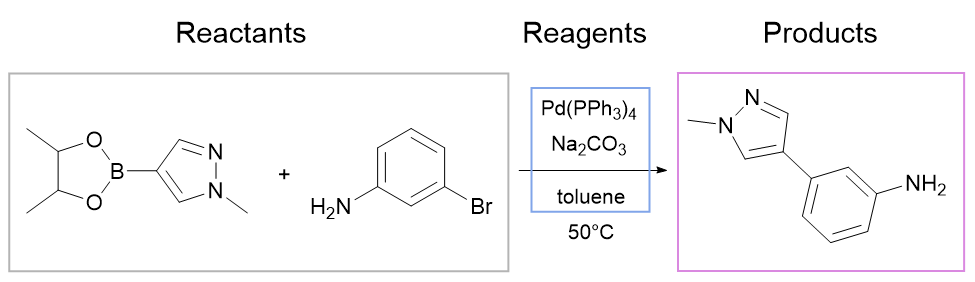 Reactants
Reagents
Products
O
B
O
N
N
+
H₂N
Br
Pd(PPh₃)₄
Na₂CO₃
toluene
50°C
N
N
NH₂